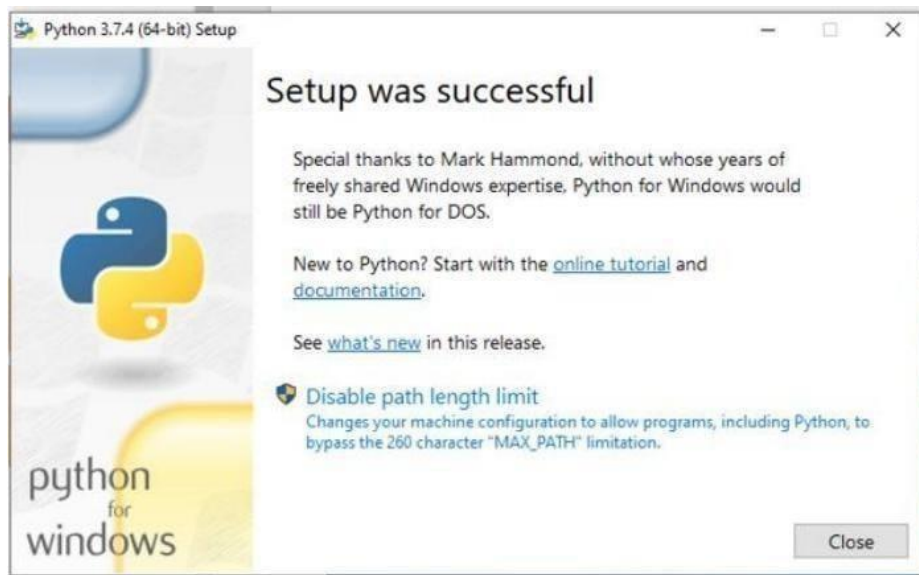 Python 3.7.4 (64-bit) Setup
Setup was successful
Special thanks to Mark Hammond, without whose years of
freely shared Windows expertise, Python for Windows would
still be Python for DOS.
New to Python? Start with the online tutorial and
documentation.
See what's new in this release.
Disable path length limit
Changes your machine configuration to allow programs, including Python, to
bypass the 260 character "MAX_PATH" limitation.
python
for
windows
Close